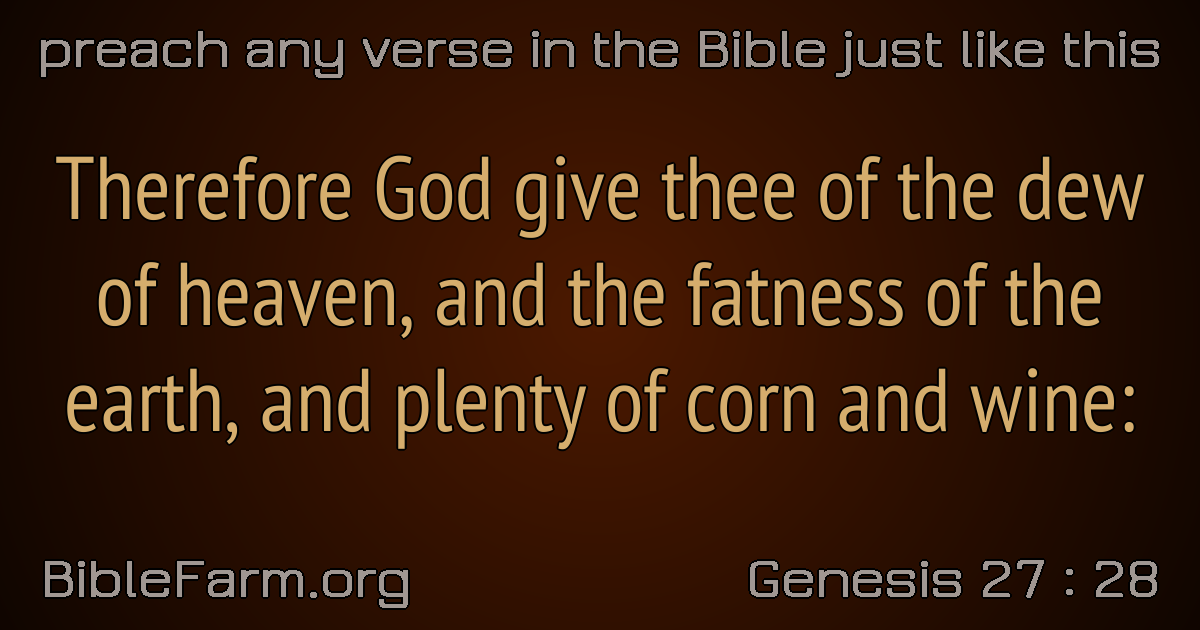 preach any verse in the Bible just like this
Therefore God give thee of the dew
of heaven, and the fatness of the
earth, and plenty of corn and wine:
BibleFarm.org
Genesis 27 : 28